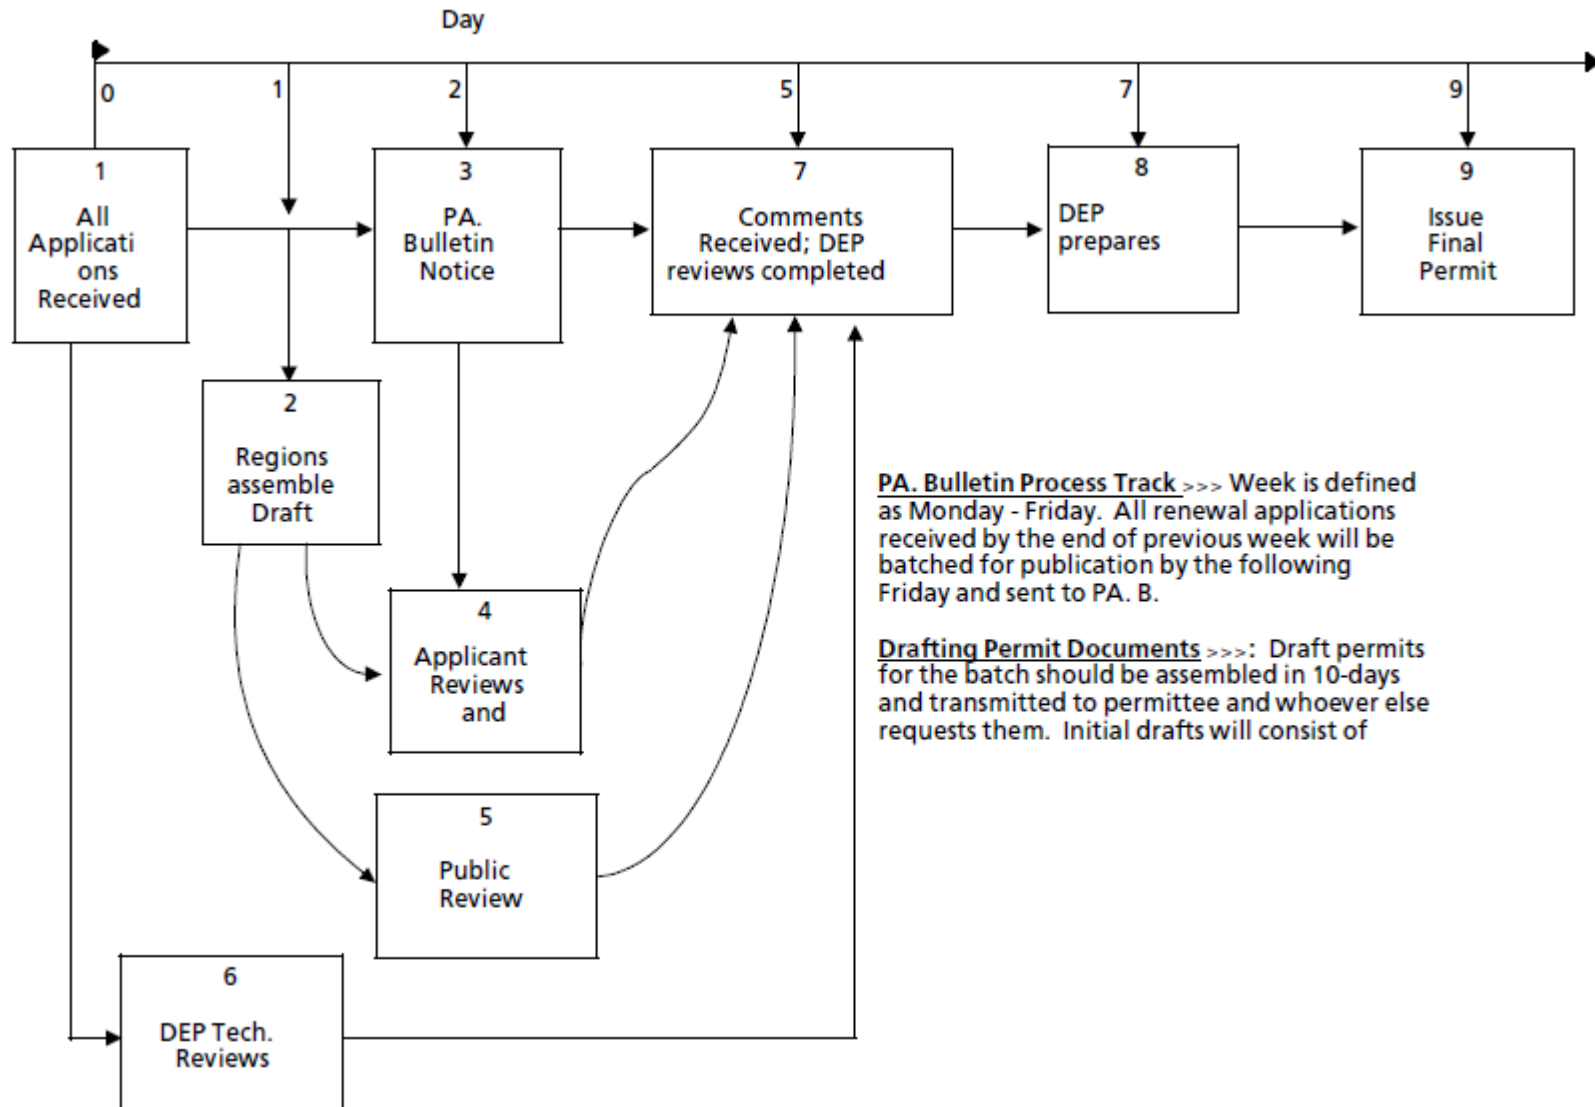 Day
0
1
2
5
7
9
1
All
Applicati
ons
Received
3
PA.
Bulletin
Notice
7
Comments
Received; DEP
reviews completed
8
DEP
prepares
9
Issue
Final
Permit
2
Regions
assemble
Draft
4
Applicant
Reviews
and
5
Public
Review
6
DEP Tech.
Reviews
PA. Bulletin Process Track >>> Week is defined
as Monday - Friday. All renewal applications
received by the end of previous week will be
batched for publication by the following
Friday and sent to PA. B.
Drafting Permit Documents >>>: Draft permits
for the batch should be assembled in 10-days
and transmitted to permittee and whoever else
requests them. Initial drafts will consist of